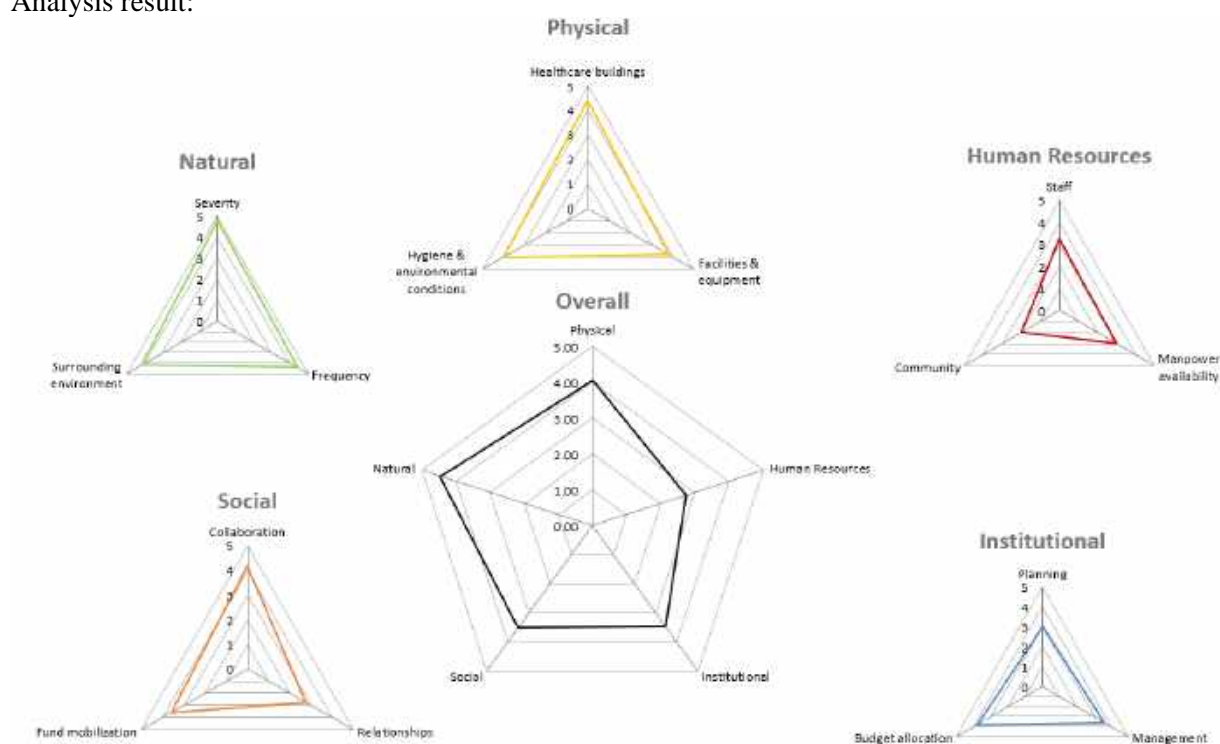 Analysis result:
Physical
Healthcare buildings
5
4
3
2
1
0
Hygiene &
environmental
conditions
Facilities &
equipment
Natural
Severity
5
4
3
2
1
0
Surrounding
environment
Frequency
Human Resources
Staff
5
4
3
2
1
0
Community
Manpower
availability
Overall
Physical
5.00
4.00
3.00
2.00
1.00
0.00
Natural
Human Resources
Social
Institutional
Social
Collaboration
5
4
3
2
1
0
Fund mobilization
Relationships
Institutional
Planning
5
4
3
2
1
0
Budget allocation
Management